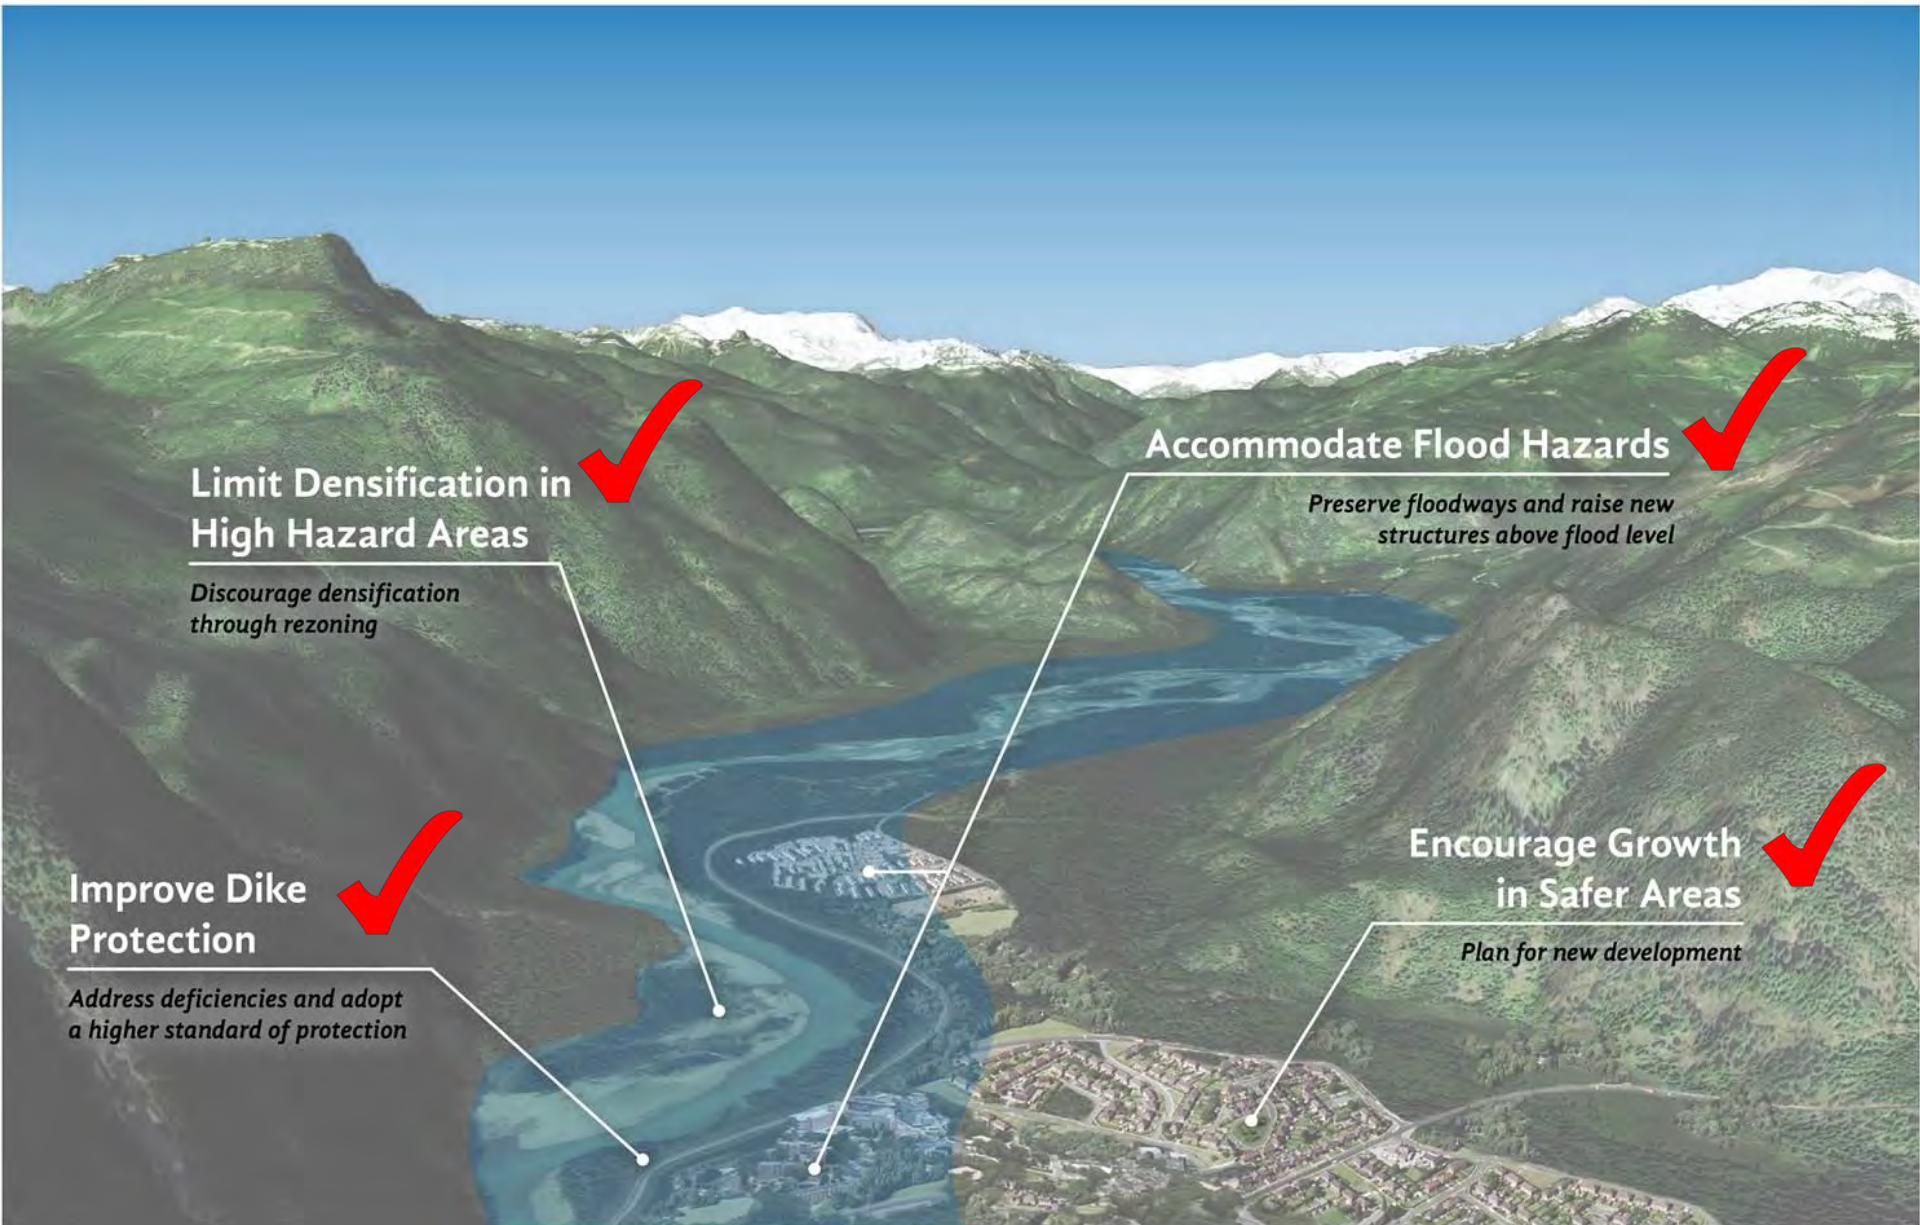 Limit Densification in
High Hazard Areas
Discourage densification
through rezoning
Accommodate Flood Hazards
Preserve floodways and raise new
structures above flood level
Improve Dike
Protection
Address deficiencies and adopt
a higher standard of protection
Encourage Growth
in Safer Areas
Plan for new development